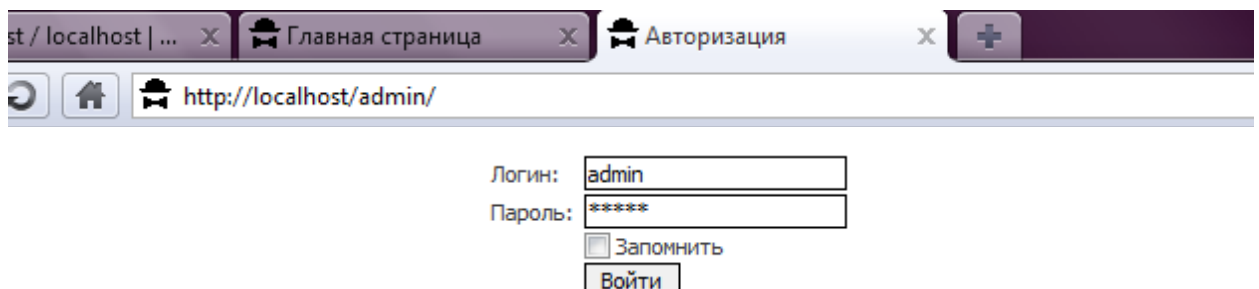 st / localhost | ... Главная страница Авторизация
http://localhost/admin/
Логин: admin
Пароль: *****
Запомнить
Войти